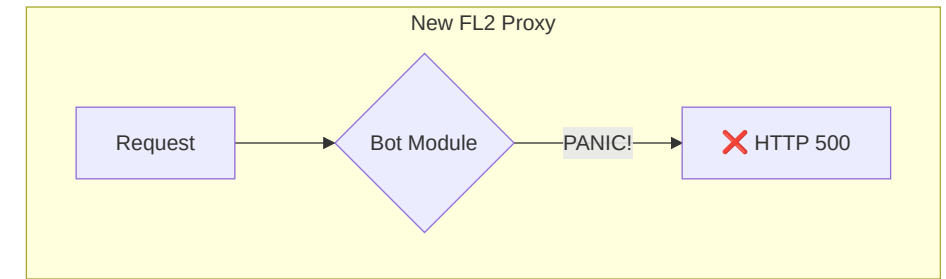 New FL2 Proxy
Request
Bot Module
PANIC!
❌ HTTP 500